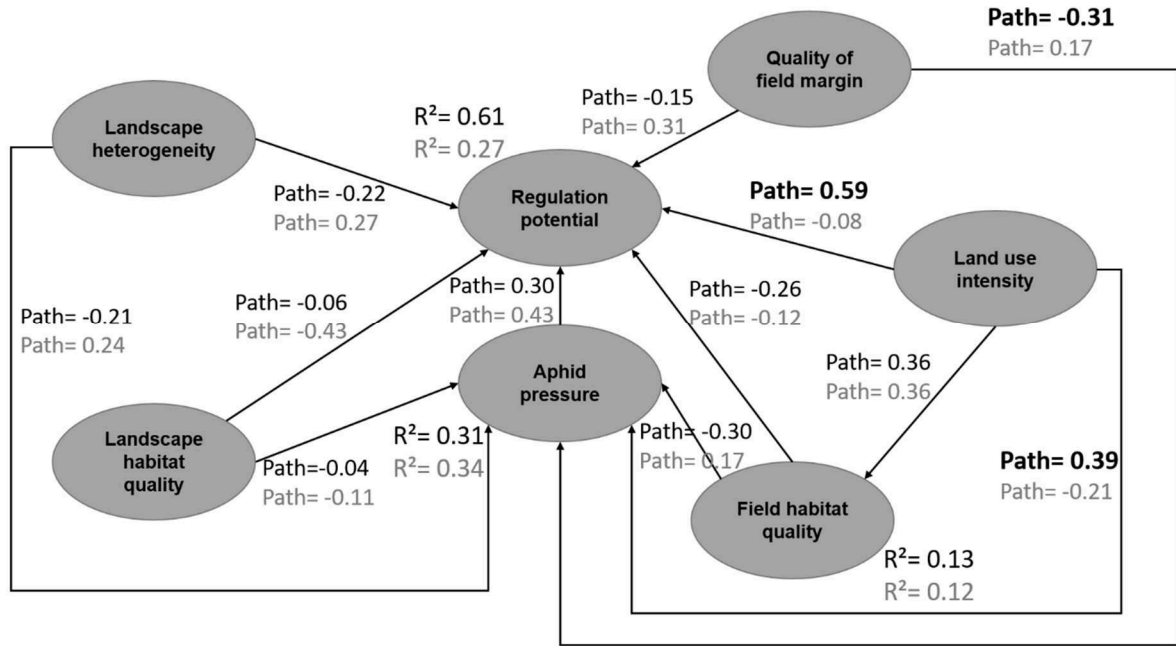 Path= -0.31
Path= 0.17
Quality of
field margin
Path= -0.15
Path= 0.31
R²= 0.61
R²= 0.27
Landscape
heterogeneity
Path= -0.22
Path= 0.27
Regulation
potential
Path= 0.59
Path= -0.08
Land use
intensity
Path= -0.21
Path= 0.24
Path= -0.06
Path= -0.43
Path= 0.30
Path= 0.43
Path= -0.26
Path= -0.12
Path= 0.36
Path= 0.36
Aphid
pressure
Landscape
habitat
quality
Path=-0.04
Path= -0.11
R²= 0.31
R²= 0.34
Path= -0.30
Path= 0.17
Path= 0.39
Path= -0.21
Field habitat
quality
R²= 0.13
R²= 0.12